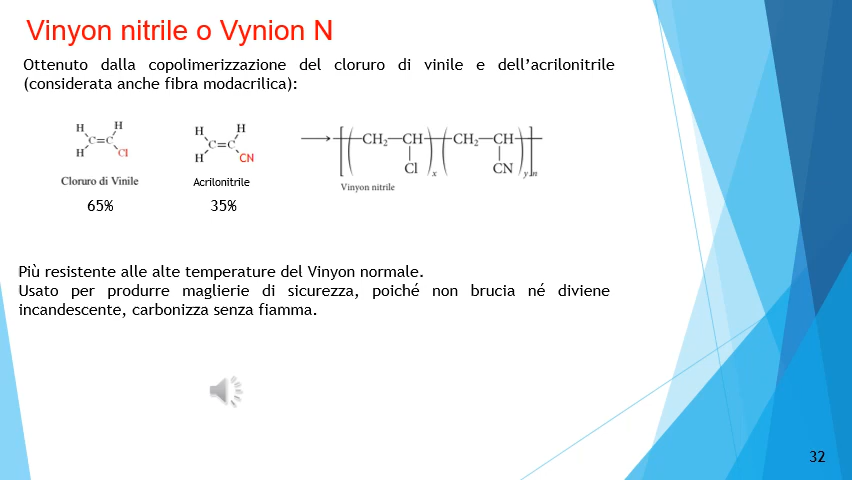 Vinyon nitrile o Vynion N
Ottenuto dalla copolimerizzazione del cloruro di vinile e dell’acrilonitrile
(considerata anche fibra modacrilica):
H H
C=C
H Cl
Cloruro di Vinile
65%
H H
C=C
H CN
Acrilonitrile
35%
[(CH₂—CH)ₓ(CH₂—CH)ᵧ]ₙ
Cl CN
Vinyon nitrile
Più resistente alle alte temperature del Vinyon normale.
Usato per produrre maglierie di sicurezza, poiché non brucia né diviene
incandescente, carbonizza senza fiamma.
32